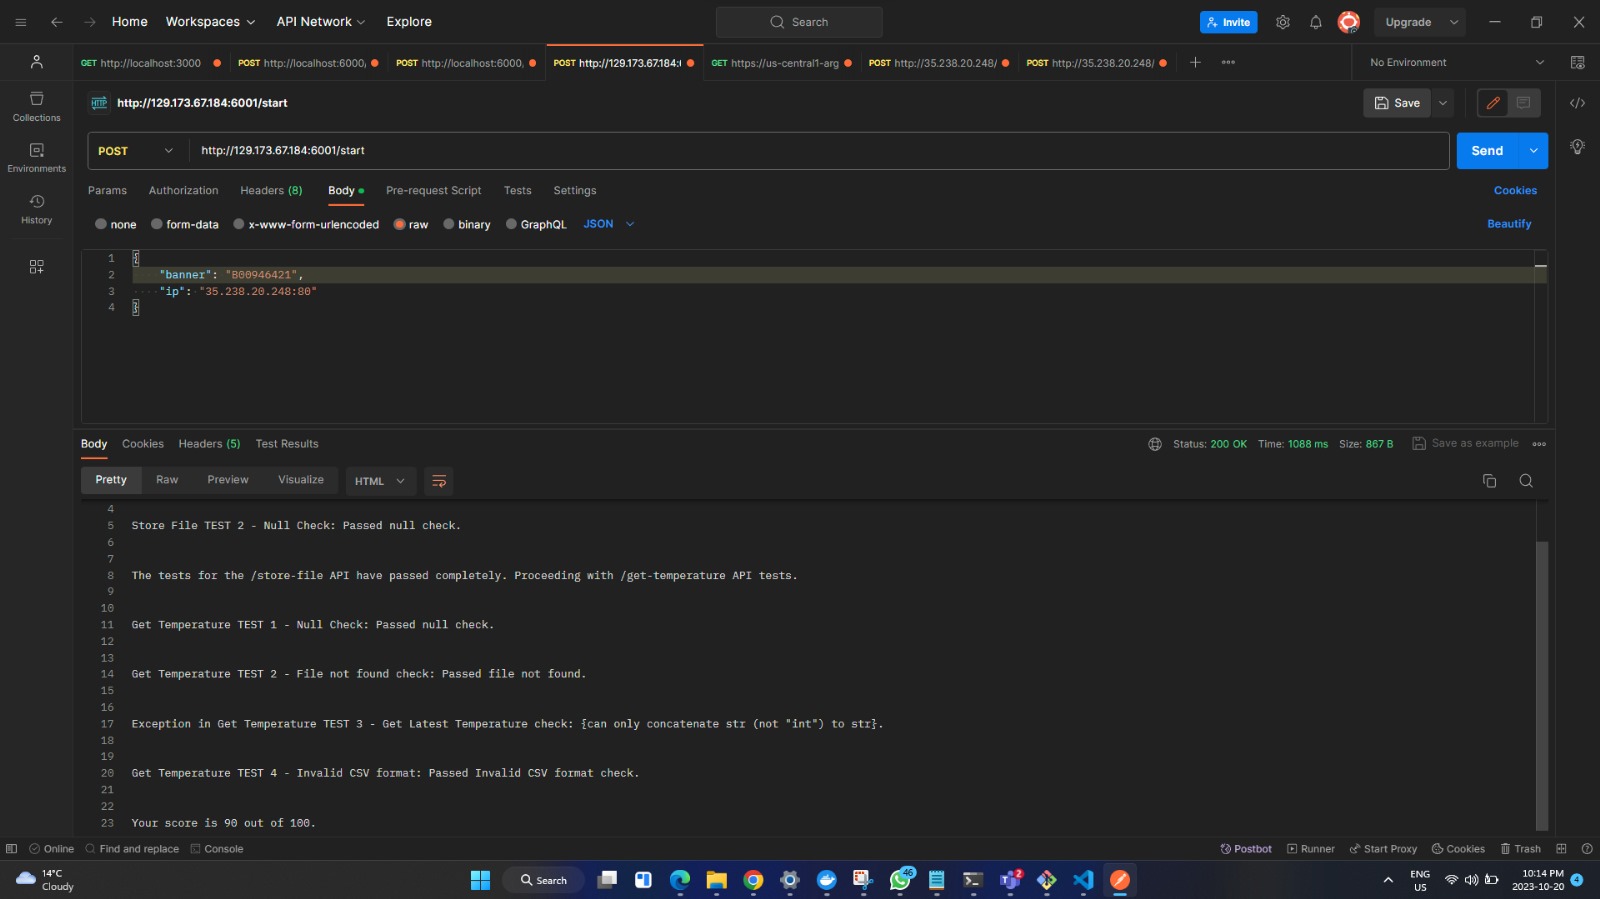 Home Workspaces API Network Explore Search Invite Upgrade
GET http://localhost:3000 POST http://localhost:6000, POST http://localhost:6000, POST http://129.173.67.184:( GET https://us-central1-arg POST http://35.238.20.248/ POST http://35.238.20.248/ No Environment
HTTP http://129.173.67.184:6001/start Save
Collections
POST http://129.173.67.184:6001/start Send
Environments
Params Authorization Headers (8) Body Pre-request Script Tests Settings Cookies
History
none form-data x-www-form-urlencoded raw binary GraphQL JSON Beautify
1 {
2 "banner": "B00946421",
3 "ip": "35.238.20.248:80"
4 }
Body Cookies Headers (5) Test Results Status: 200 OK Time: 1088 ms Size: 867 B Save as example
Pretty Raw Preview Visualize HTML
4
5 Store File TEST 2 - Null Check: Passed null check.
6
7
8 The tests for the /store-file API have passed completely. Proceeding with /get-temperature API tests.
9
10
11 Get Temperature TEST 1 - Null Check: Passed null check.
12
13
14 Get Temperature TEST 2 - File not found check: Passed file not found.
15
16
17 Exception in Get Temperature TEST 3 - Get Latest Temperature check: {can only concatenate str (not "int") to str}.
18
19
20 Get Temperature TEST 4 - Invalid CSV format: Passed Invalid CSV format check.
21
22
23 Your score is 90 out of 100.
Online Find and replace Console Postbot Runner Start Proxy Cookies Trash
14°C
Cloudy
Search
46
2
ENG
US
10:14 PM
2023-10-20
4